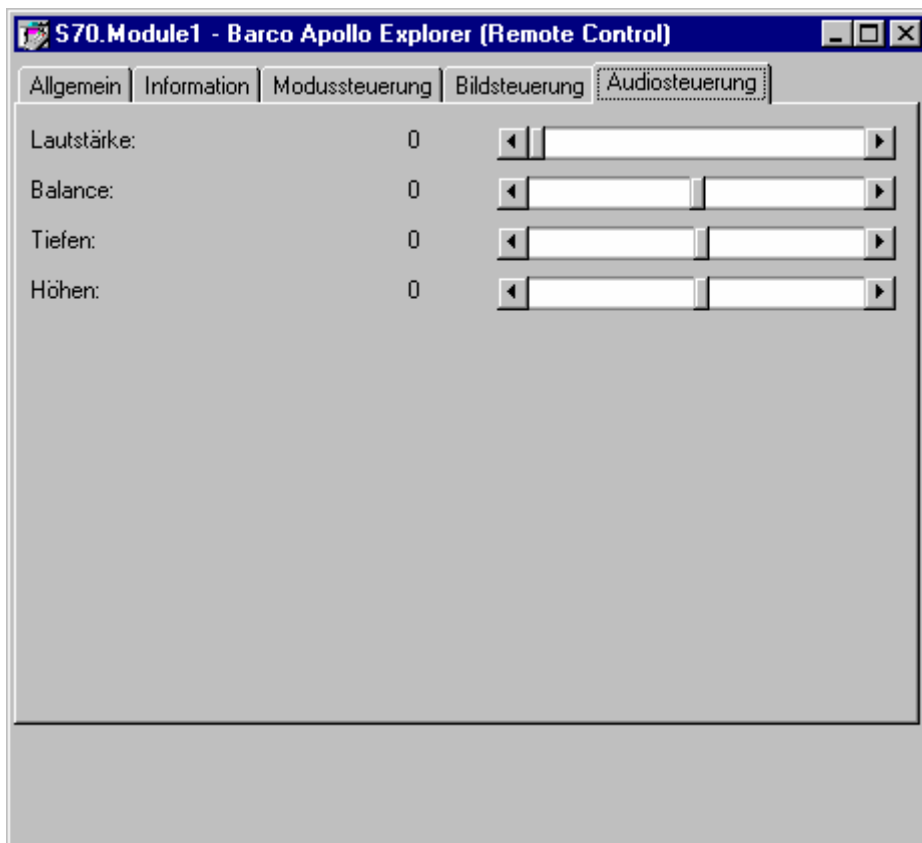 S70.Module1 - Barco Apollo Explorer (Remote Control)
Allgemein Information Modussteuerung Bildsteuerung Audiosteuerung
Lautstärke: 0
Balance: 0
Tiefen: 0
Höhen: 0